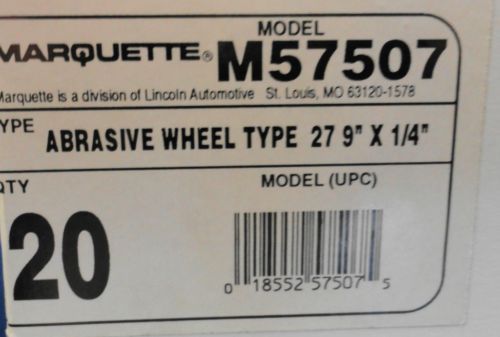 MODEL
MARQUETTE® M57507
Marquette is a division of Lincoln Automotive St. Louis, MO 63120-1578
TYPE ABRASIVE WHEEL TYPE 27 9" X 1/4"
QTY MODEL (UPC)
20
0 18552 57507 5